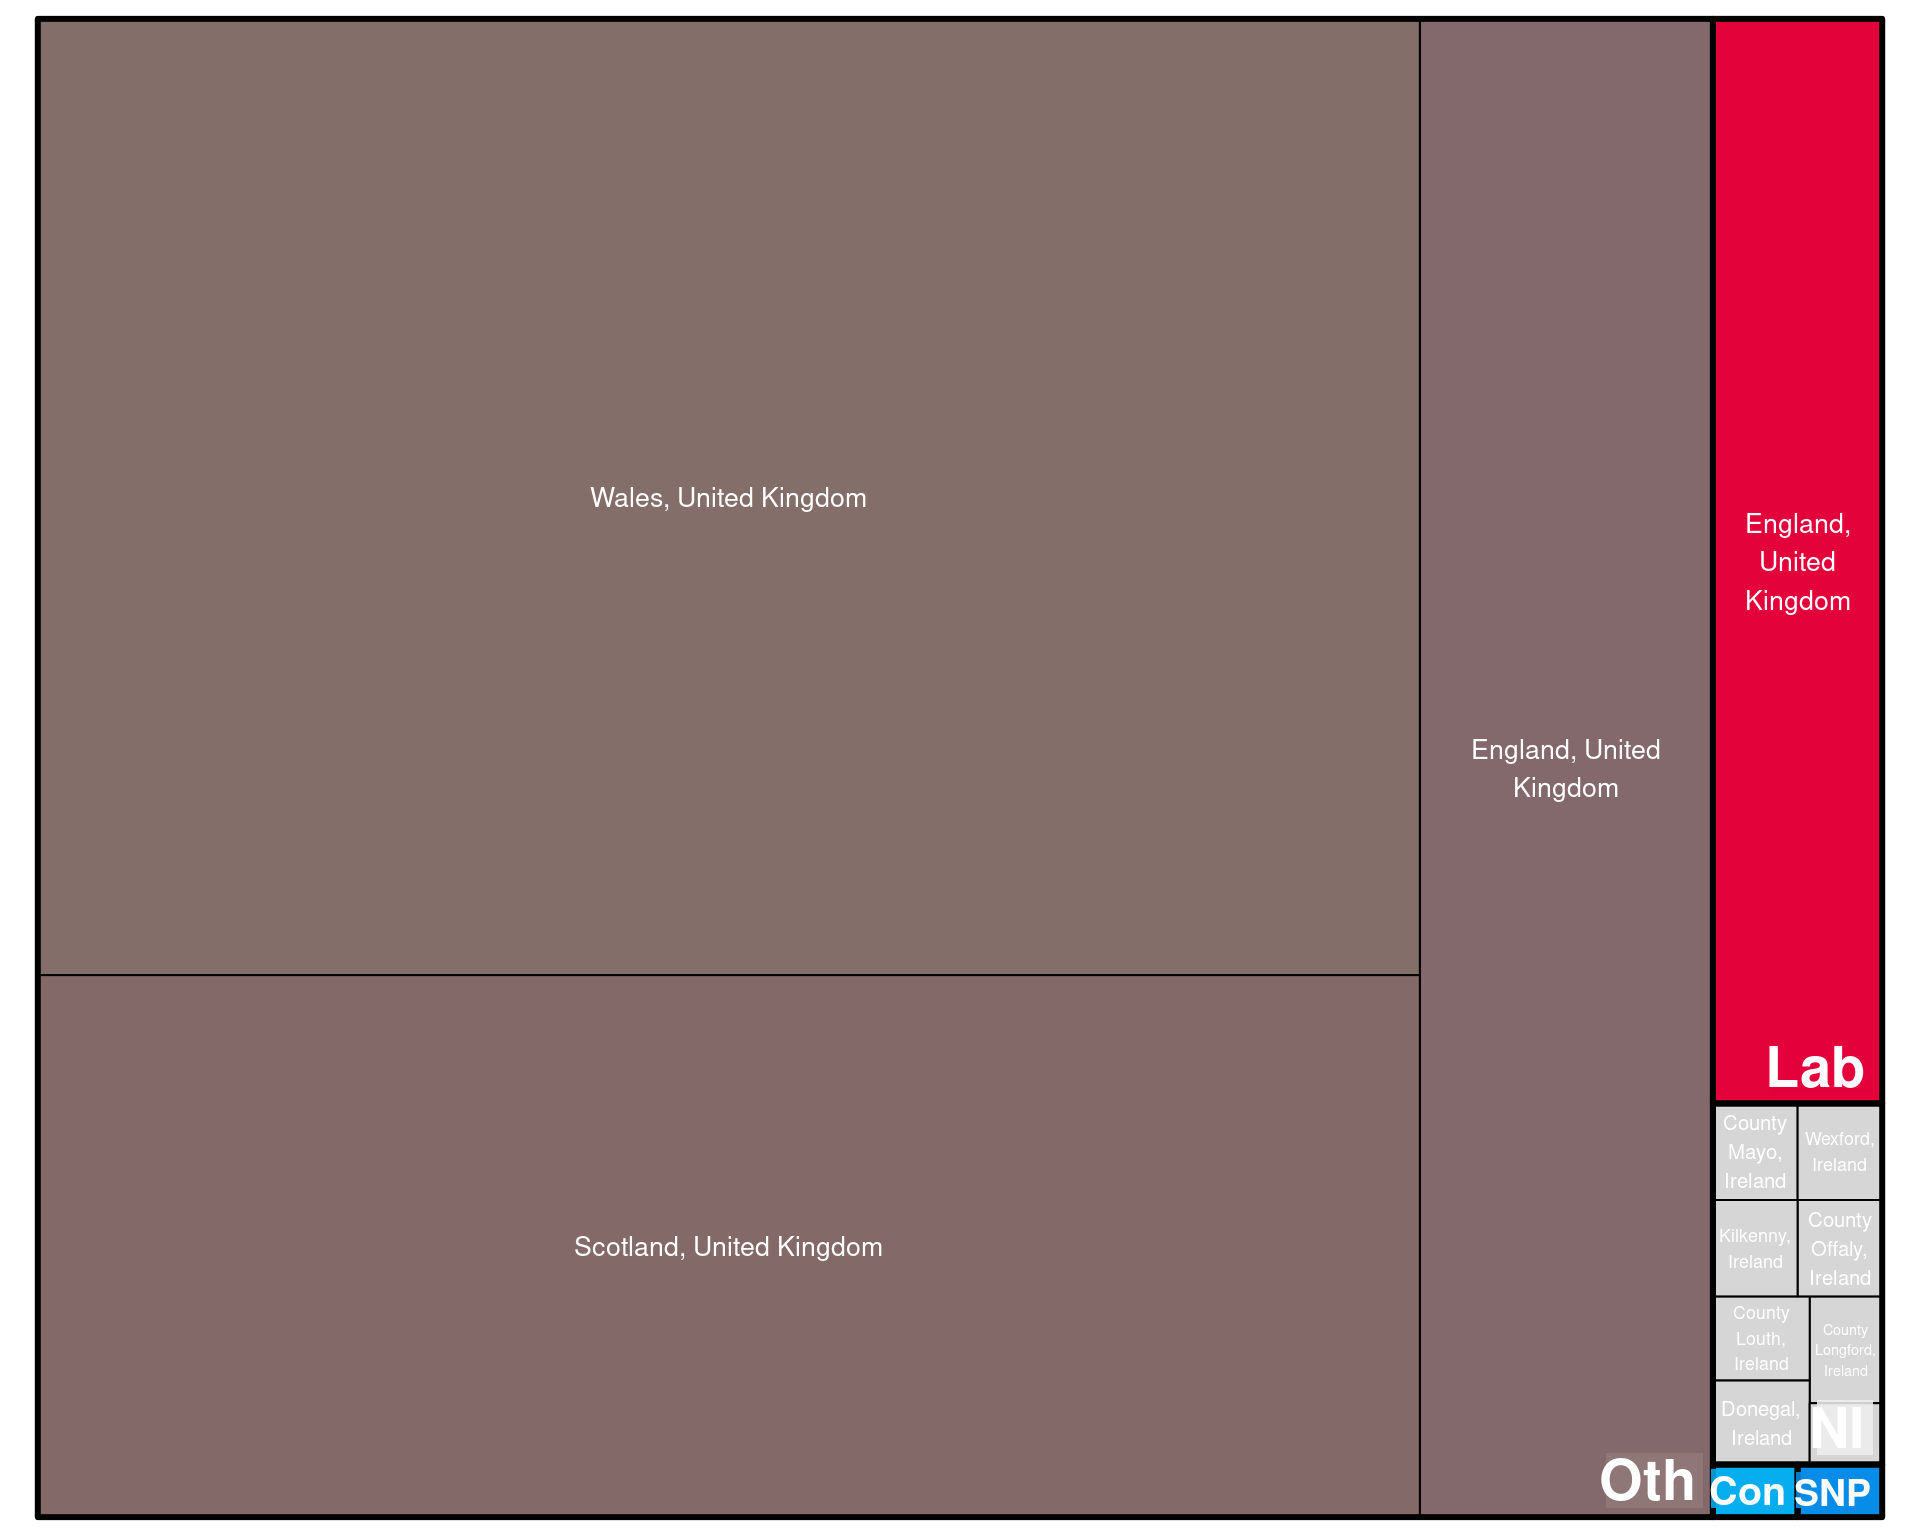 Wales, United Kingdom
Scotland, United Kingdom
England, United
Kingdom
Oth
England,
United
Kingdom
Lab
County
Mayo,
Ireland
Wexford,
Ireland
Kilkenny,
Ireland
County
Offaly,
Ireland
County
Louth,
Ireland
County
Longford,
Ireland
Donegal,
Ireland
NI
Con
SNP